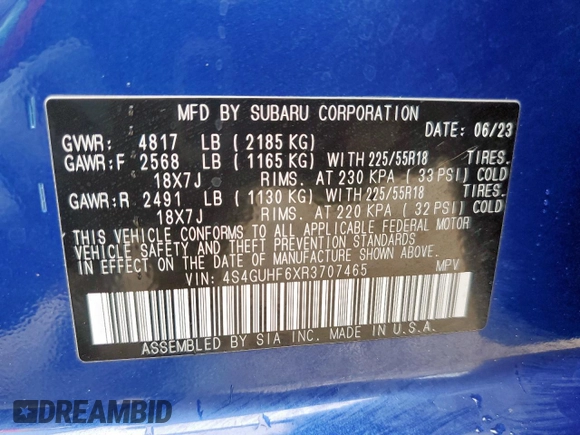 MFD BY SUBARU CORPORATION
DATE: 06/23
GVWR: 4817 LB (2185 KG)
GAWR:F 2568 LB (1165 KG) WITH 225/55R18 TIRES.
18X7J RIMS. AT 230 KPA (33 PSI) COLD
GAWR:R 2491 LB (1130 KG) WITH 225/55R18 TIRES.
18X7J RIMS. AT 220 KPA (32 PSI) COLD
THIS VEHICLE CONFORMS TO ALL APPLICABLE FEDERAL MOTOR
VEHICLE SAFETY, BUMPER, AND THEFT PREVENTION STANDARDS
IN EFFECT ON THE DATE OF MANUFACTURE SHOWN ABOVE.
VIN: 4S4GUHF6XR3707465 MPV
ASSEMBLED BY SIA INC. MADE IN U.S.A.
DREAMBID